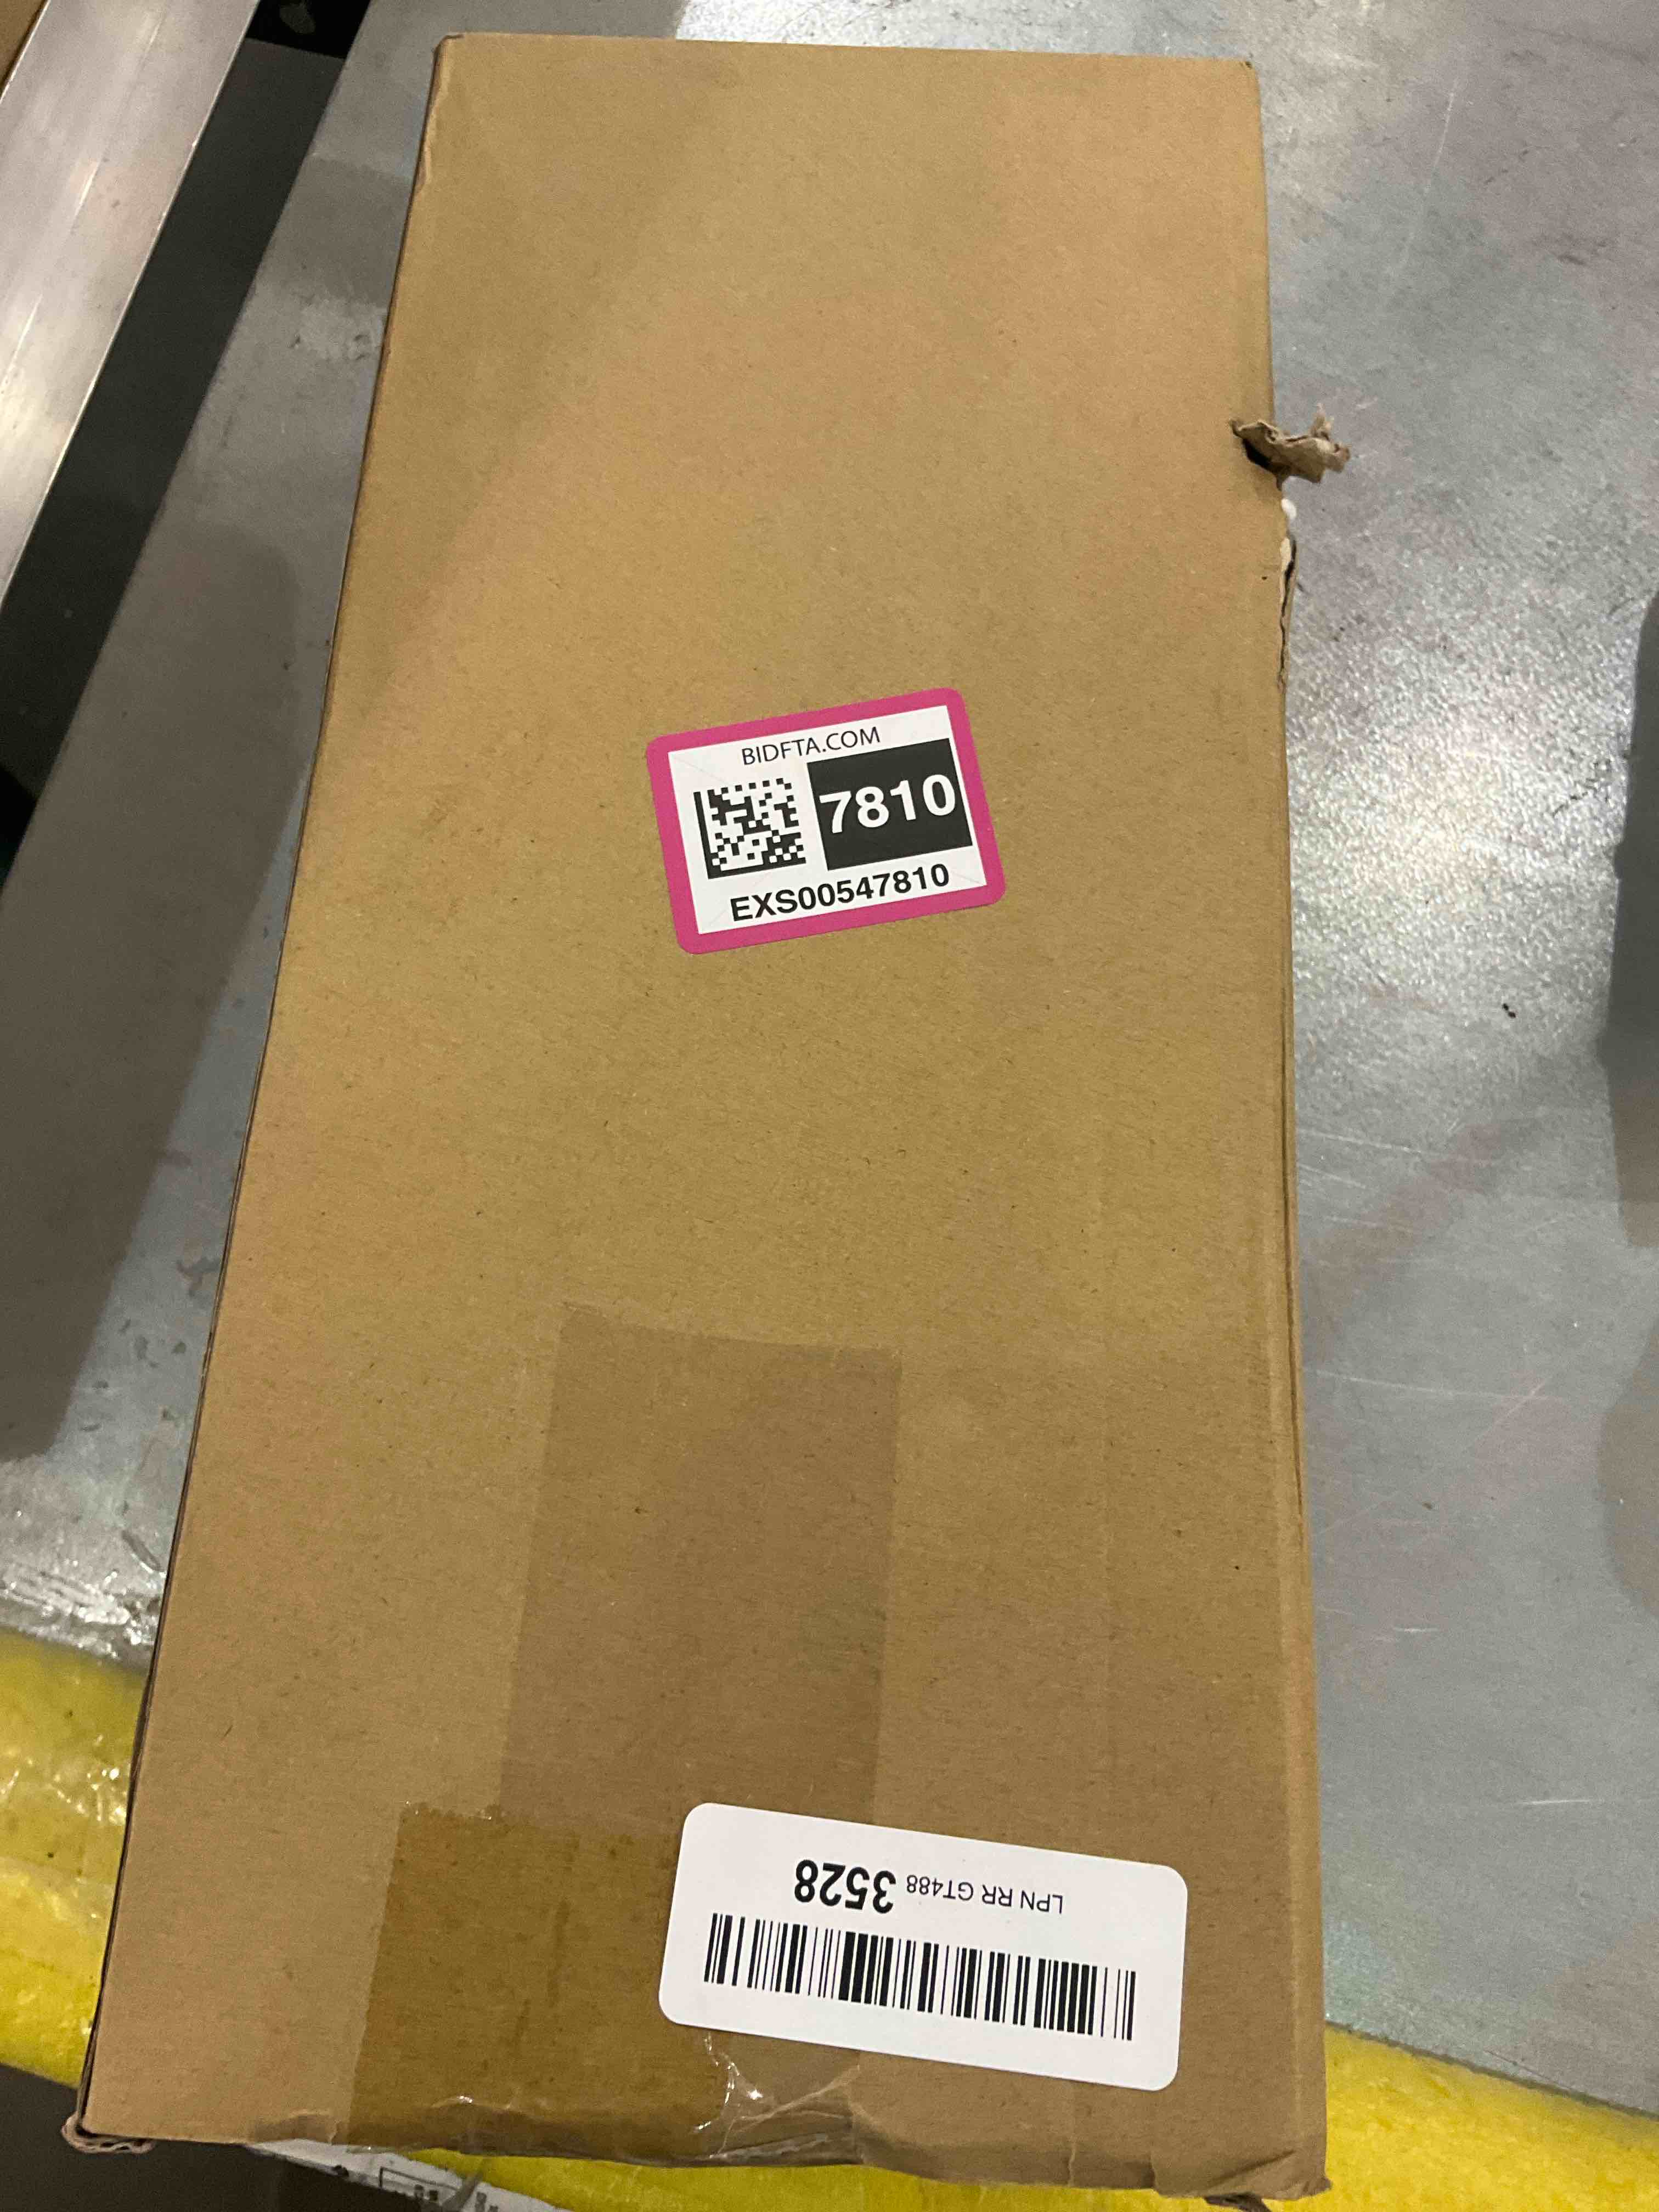 BIDFTA.COM
7810
EXS00547810
LPN RR GT488 3528